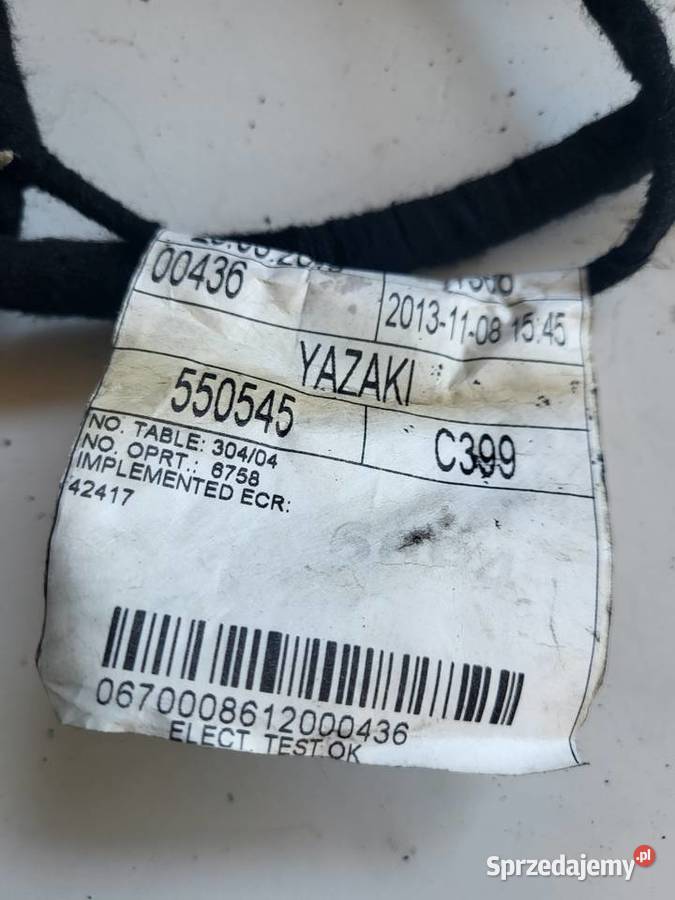 00436
2013-11-08 15:45
YAZAKI
550545
C399
NO. TABLE: 304/04
NO. OPRT.: 6758
IMPLEMENTED ECR:
42417
0670008612000436
ELECT. TEST OK
Sprzedajemy.pl